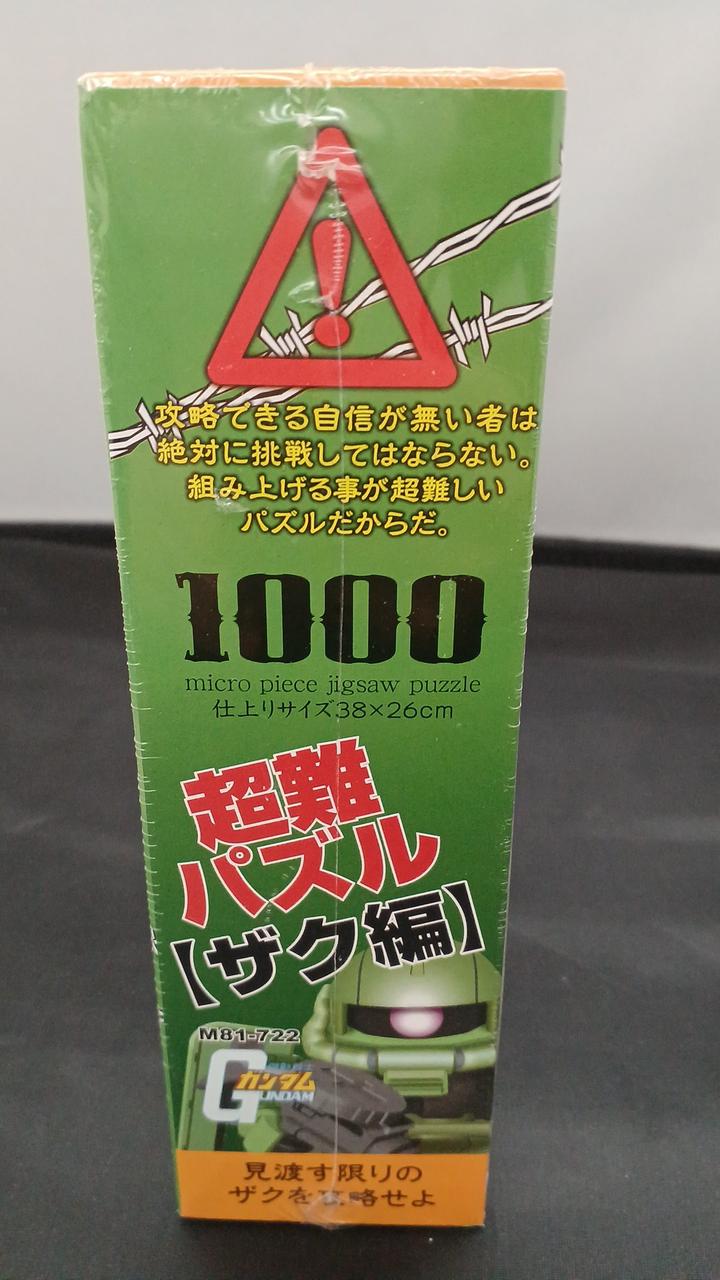 攻略できる自信が無い者は
絶対に挑戦してはならない。
組み上げる事が超難しい
パズルだからだ。
1000
micro piece jigsaw puzzle
仕上りサイズ38×26cm
超難
パズル
【ザク編】
M81-722
ガンダム
GUNDAM
見渡す限りの
ザクを攻略せよ